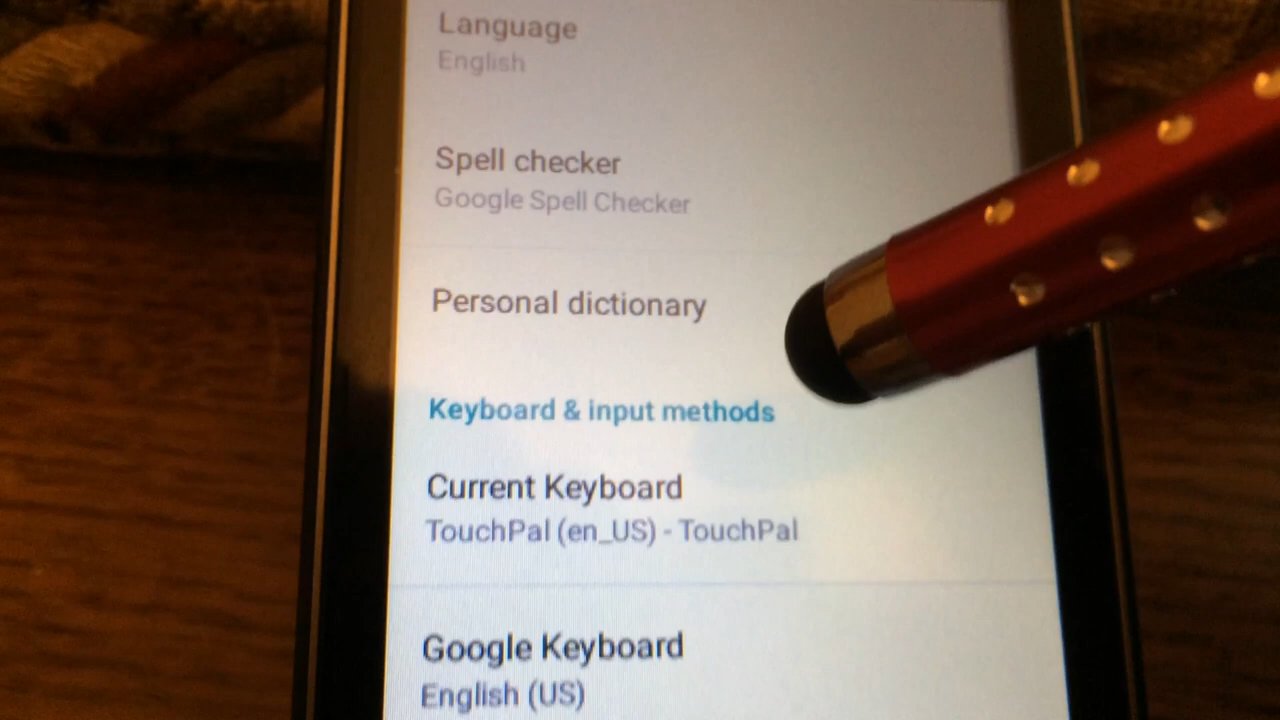 Language
English
Spell checker
Google Spell Checker
Personal dictionary
Keyboard & input methods
Current Keyboard
TouchPal (en_US) - TouchPal
Google Keyboard
English (US)